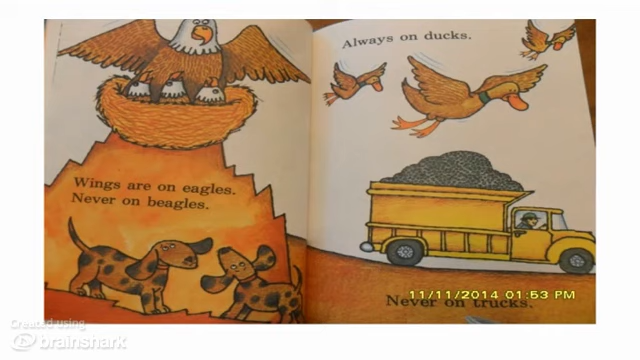 Always on ducks.
Wings are on eagles.
Never on beagles.
Never on trucks.
11/11/2014 01:53 PM
Created using
brainshark